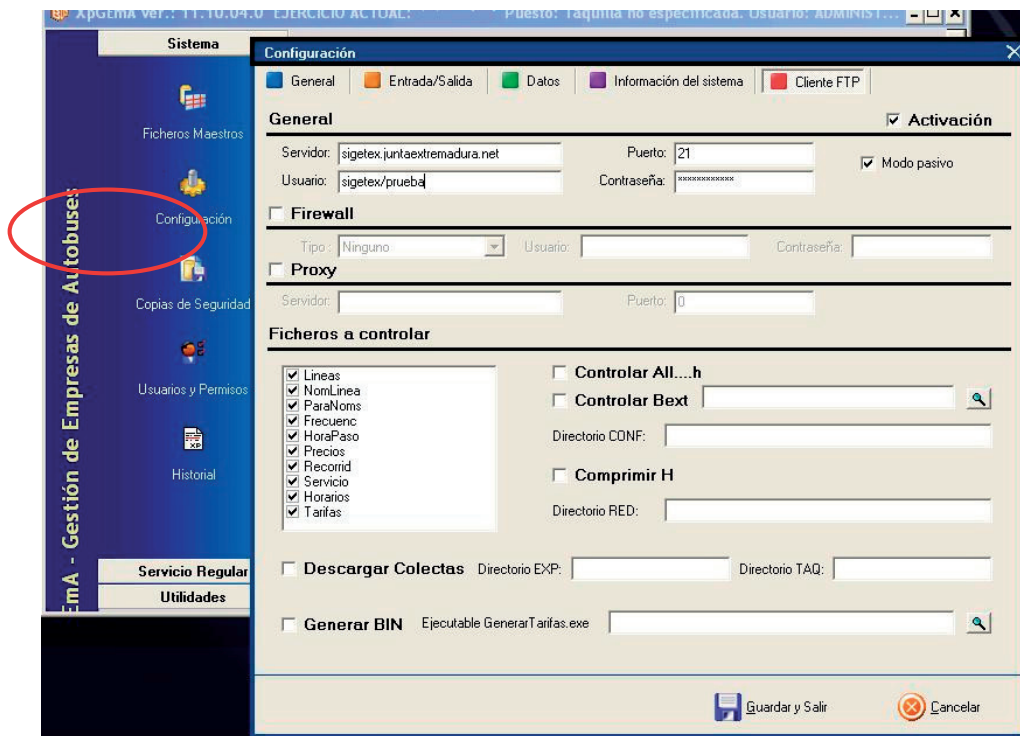 XpGEmA Ver.: 11.10.04.0 EJERCICIO ACTUAL: Puesto: Taquilla no especificada. Usuario: ADMINIST...
EmA - Gestión de Empresas de Autobuses
Sistema
Ficheros Maestros
Configuración
Copias de Seguridad
Usuarios y Permisos
Historial
Servicio Regular
Utilidades
Configuración
General Entrada/Salida Datos Información del sistema Cliente FTP
General Activación
Servidor: sigetex.juntaextremadura.net Puerto: 21 Modo pasivo
Usuario: sigetex/prueba Contraseña: ************
Firewall
Tipo: Ninguno Usuario: Contraseña:
Proxy
Servidor: Puerto: 0
Ficheros a controlar
Lineas
NomLinea
ParaNoms
Frecuenc
HoraPaso
Precios
Recorrid
Servicio
Horarios
Tarifas
Controlar All....h
Controlar Bext
Directorio CONF:
Comprimir H
Directorio RED:
Descargar Colectas Directorio EXP: Directorio TAQ:
Generar BIN Ejecutable GenerarTarifas.exe
Guardar y Salir Cancelar